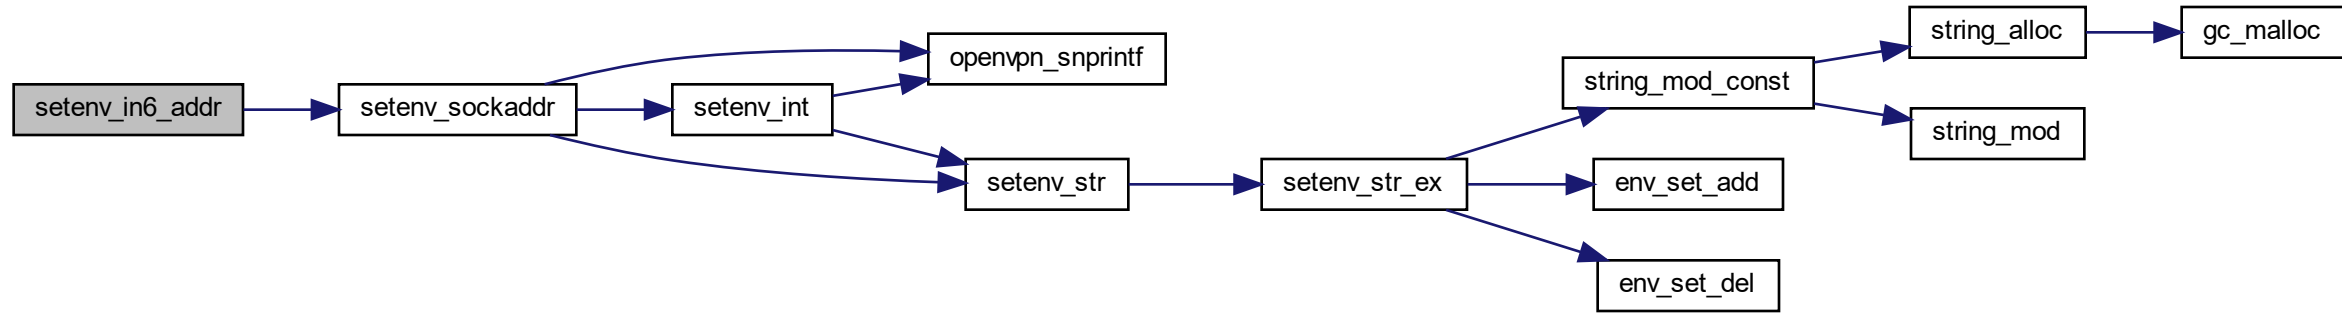 setenv_in6_addr
setenv_sockaddr
openvpn_snprintf
setenv_int
setenv_str
setenv_str_ex
string_mod_const
env_set_add
env_set_del
string_alloc
string_mod
gc_malloc